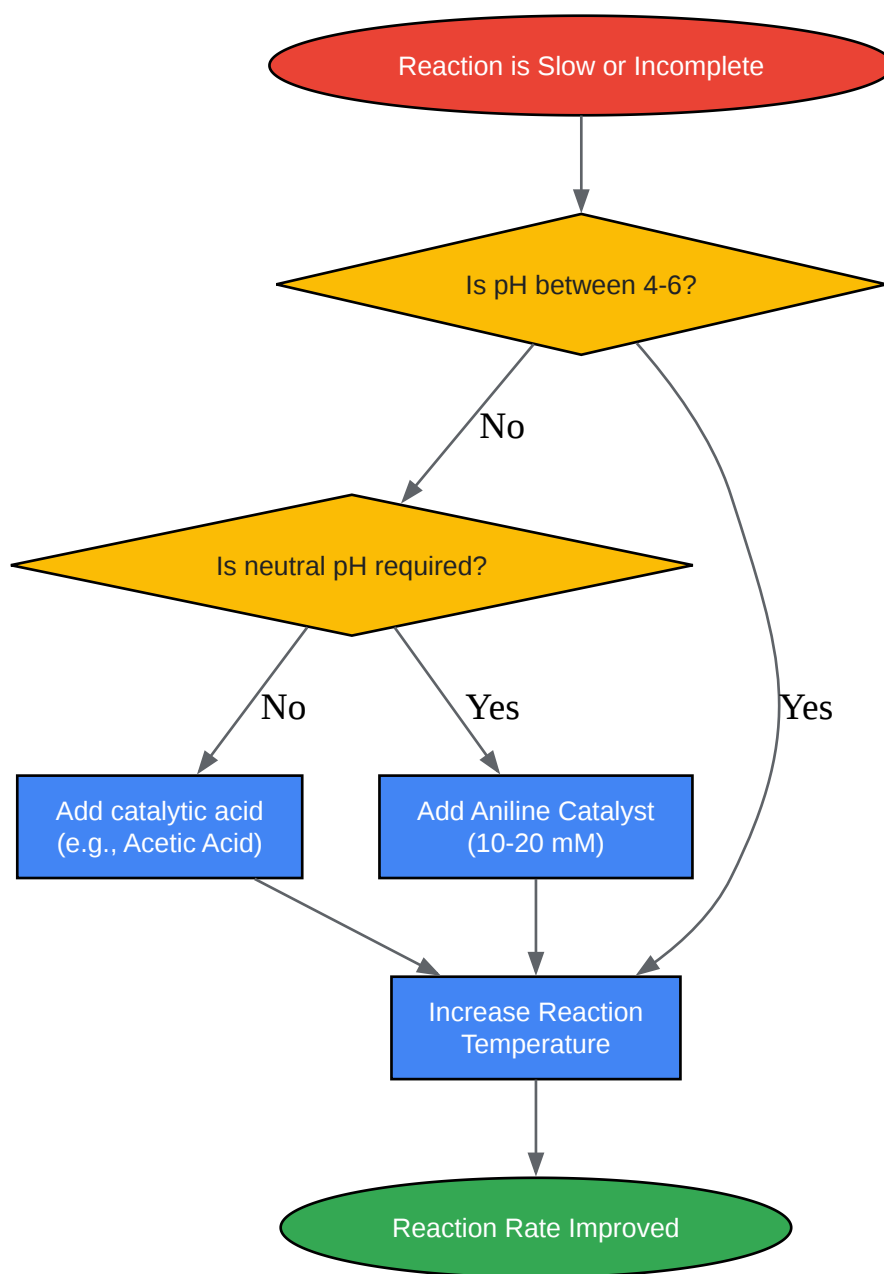 Reaction is Slow or Incomplete
Is pH between 4-6?
No
Is neutral pH required?
No
Yes
Yes
Add catalytic acid
(e.g., Acetic Acid)
Add Aniline Catalyst
(10-20 mM)
Increase Reaction
Temperature
Reaction Rate Improved